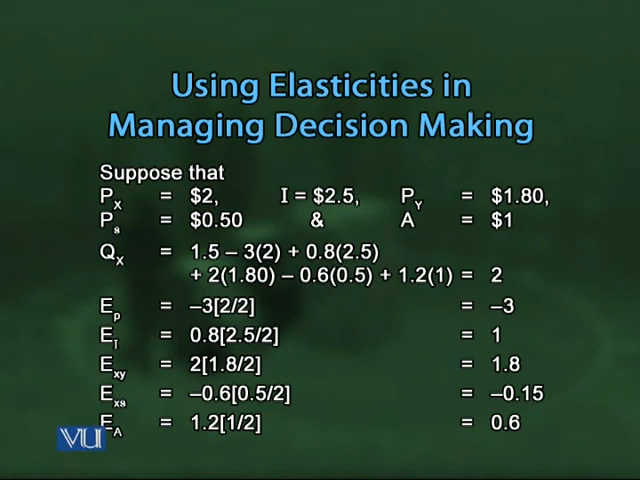 Using Elasticities in
Managing Decision Making
Suppose that
PX = $2, I = $2.5, PY = $1.80,
Ps = $0.50 & A = $1
QX = 1.5 – 3(2) + 0.8(2.5)
+ 2(1.80) – 0.6(0.5) + 1.2(1) = 2
Ep = –3[2/2] = –3
EI = 0.8[2.5/2] = 1
Exy = 2[1.8/2] = 1.8
Exs = –0.6[0.5/2] = –0.15
EA = 1.2[1/2] = 0.6
VU